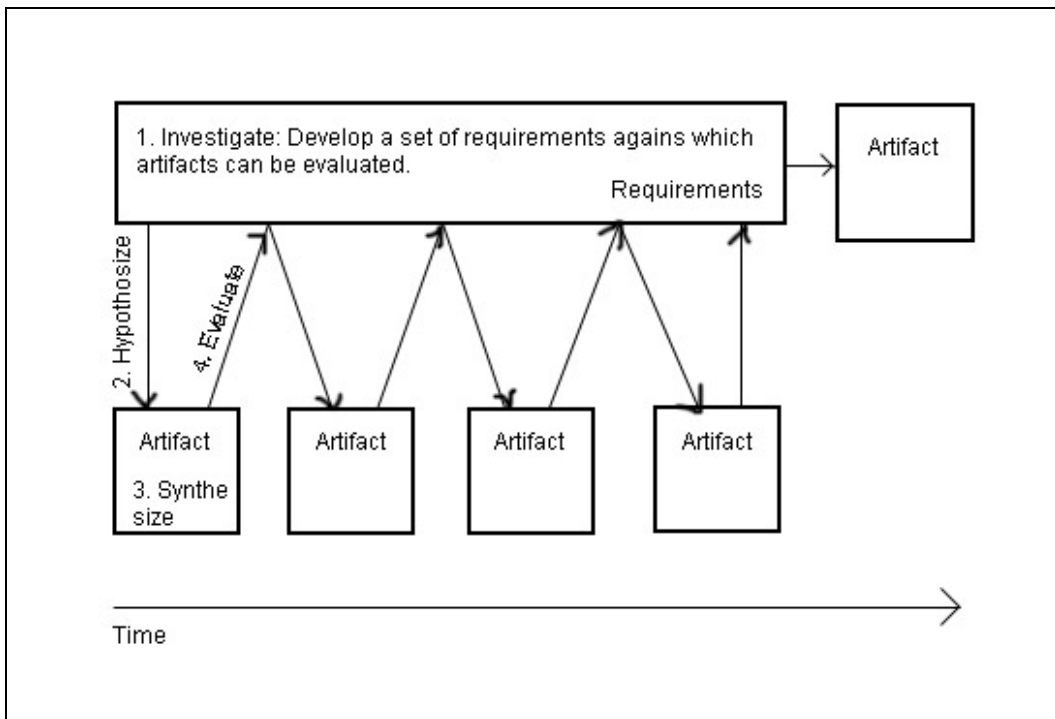 1. Investigate: Develop a set of requirements agains which
artifacts can be evaluated.
Requirements
Artifact
2. Hypothosize
4. Evaluate
Artifact
3. Synthe
size
Artifact
Artifact
Artifact
Time